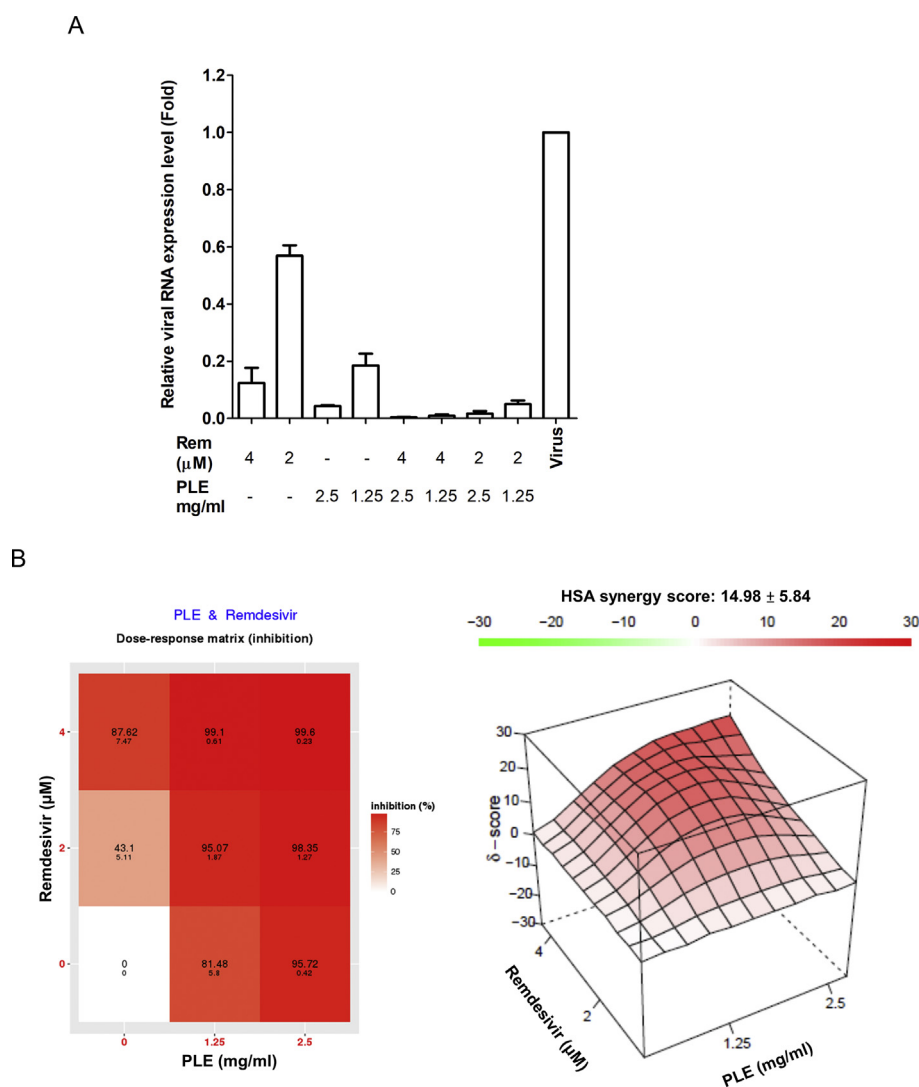 A
Relative viral RNA expression level (Fold)
1.2
1.0
0.8
0.6
0.4
0.2
0.0
Rem
(μM) 4 2 - - 4 4 2 2 Virus
PLE
mg/ml - - 2.5 1.25 2.5 1.25 2.5 1.25
B
PLE & Remdesivir
Dose-response matrix (inhibition)
Remdesivir (μM)
4
87.62 99.1 99.6
7.47 0.61 0.23
2
43.1 95.07 98.35
5.11 1.87 1.27
0
0 81.48 95.72
0 5.8 0.42
0 1.25 2.5
PLE (mg/ml)
inhibition (%)
75
50
25
0
HSA synergy score: 14.98 ± 5.84
−30 −20 −10 0 10 20 30
δ − score
30
20
10
0
−10
−20
−30
4
2
Remdesivir (μM)
1.25
2.5
PLE (mg/ml)